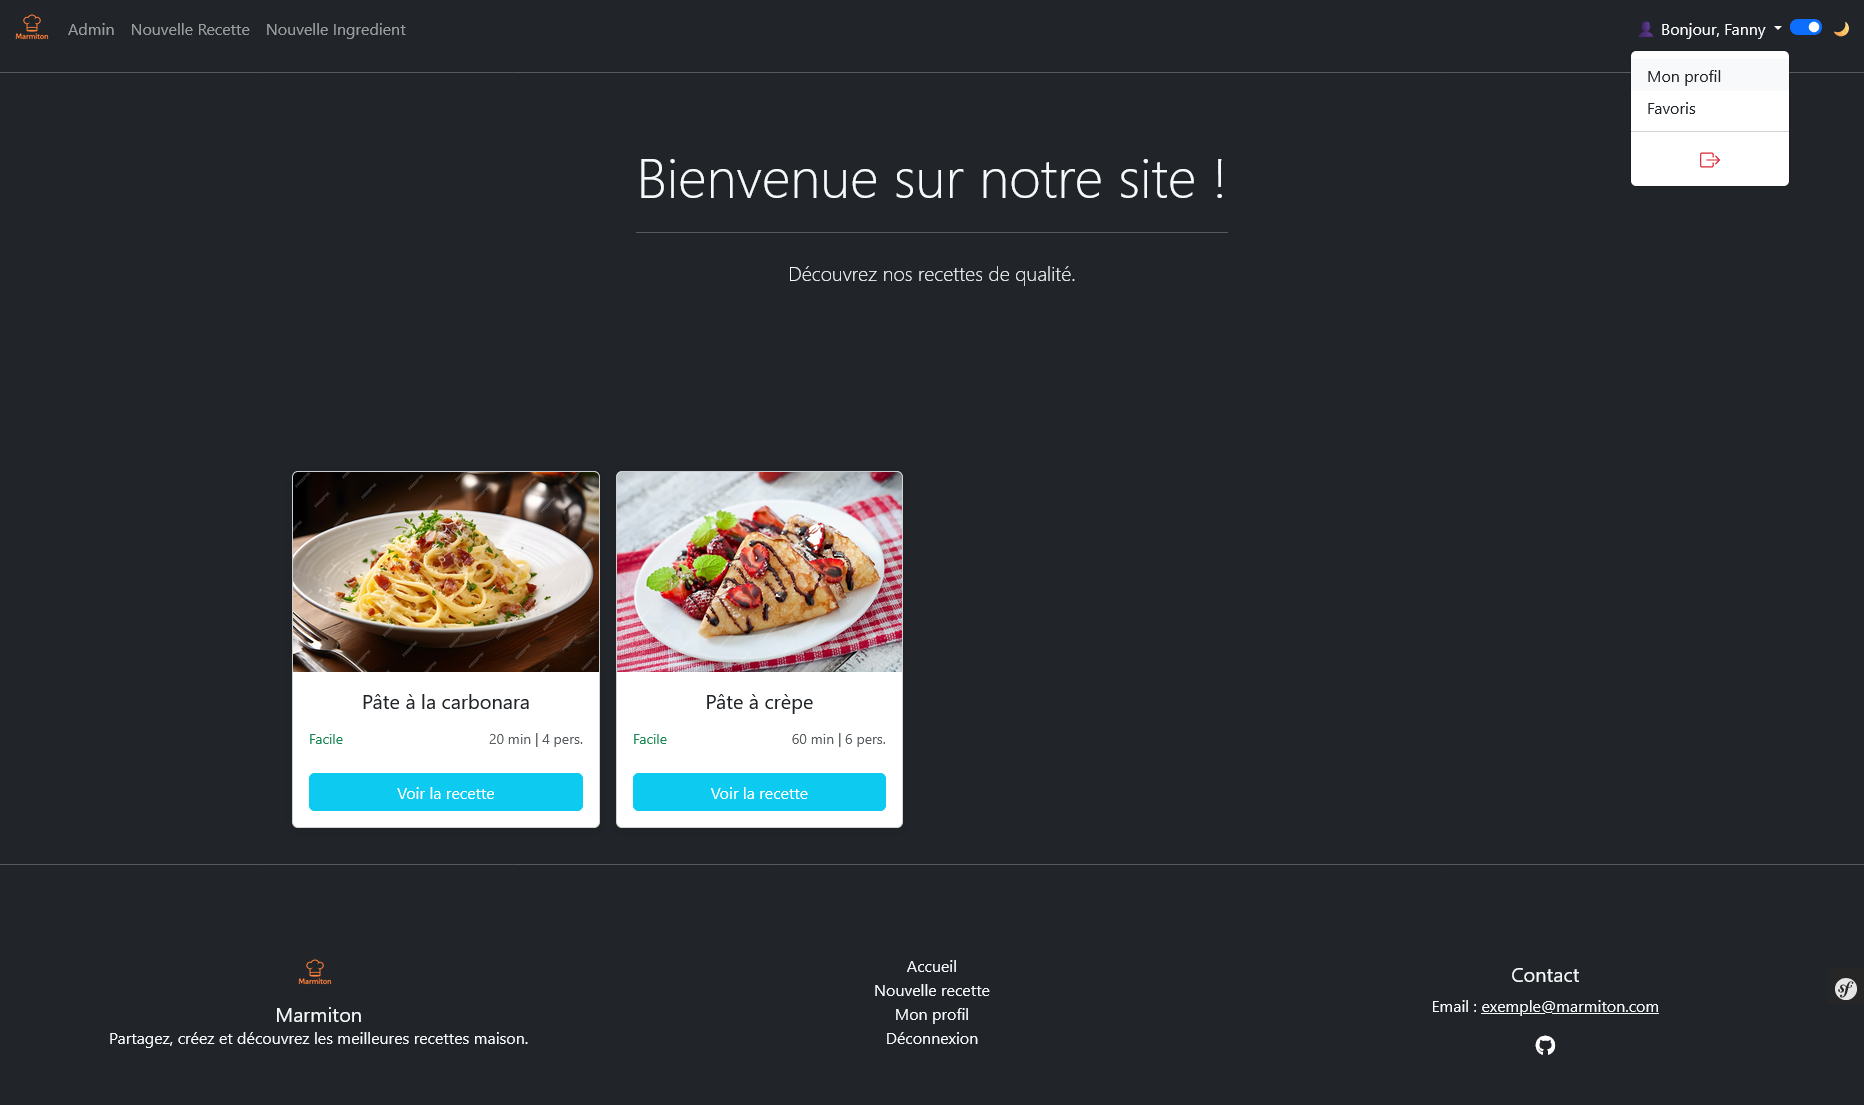 Marmiton
Admin
Nouvelle Recette
Nouvelle Ingredient
Bonjour, Fanny
Mon profil
Favoris
Bienvenue sur notre site !
Découvrez nos recettes de qualité.
Pâte à la carbonara
Facile
20 min | 4 pers.
Voir la recette
Pâte à crèpe
Facile
60 min | 6 pers.
Voir la recette
Marmiton
Marmiton
Partagez, créez et découvrez les meilleures recettes maison.
Accueil
Nouvelle recette
Mon profil
Déconnexion
Contact
Email : exemple@marmiton.com
sf